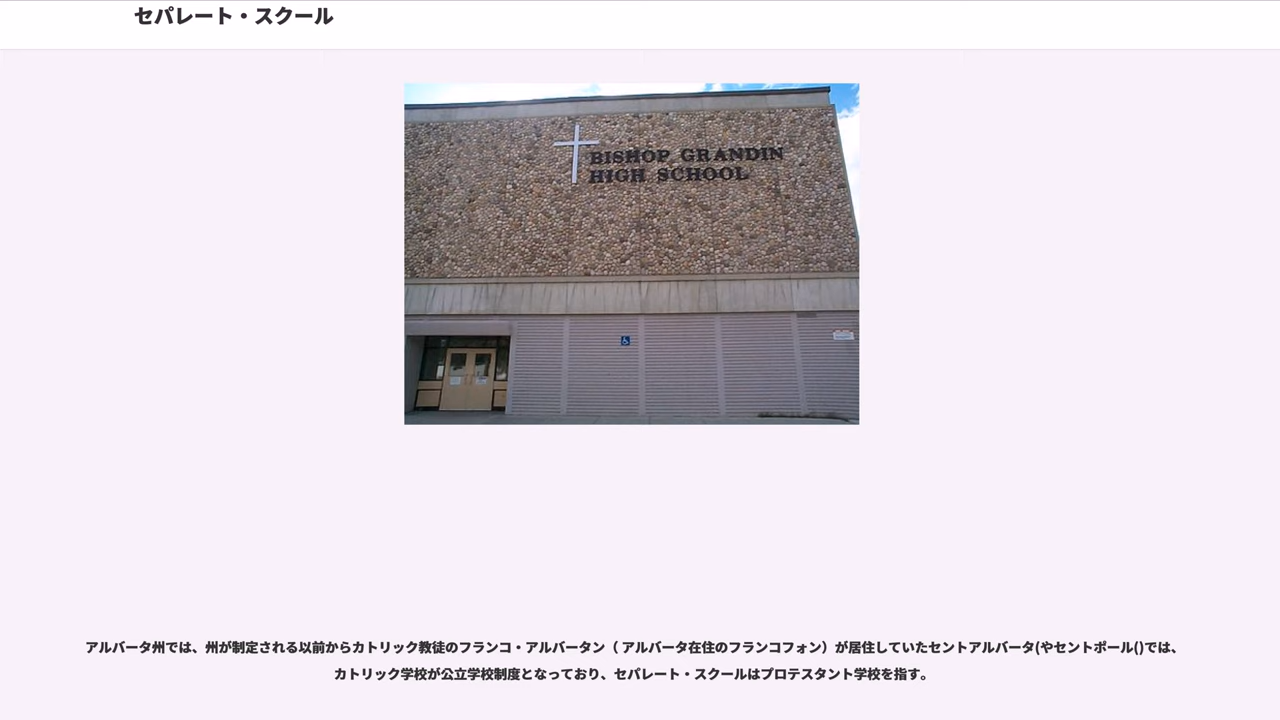 セパレート・スクール
BISHOP GRANDIN
HIGH SCHOOL
アルバータ州では、州が制定される以前からカトリック教徒のフランコ・アルバータン（ アルバータ在住のフランコフォン）が居住していたセントアルバータ(やセントポール()では、
カトリック学校が公立学校制度となっており、セパレート・スクールはプロテスタント学校を指す。